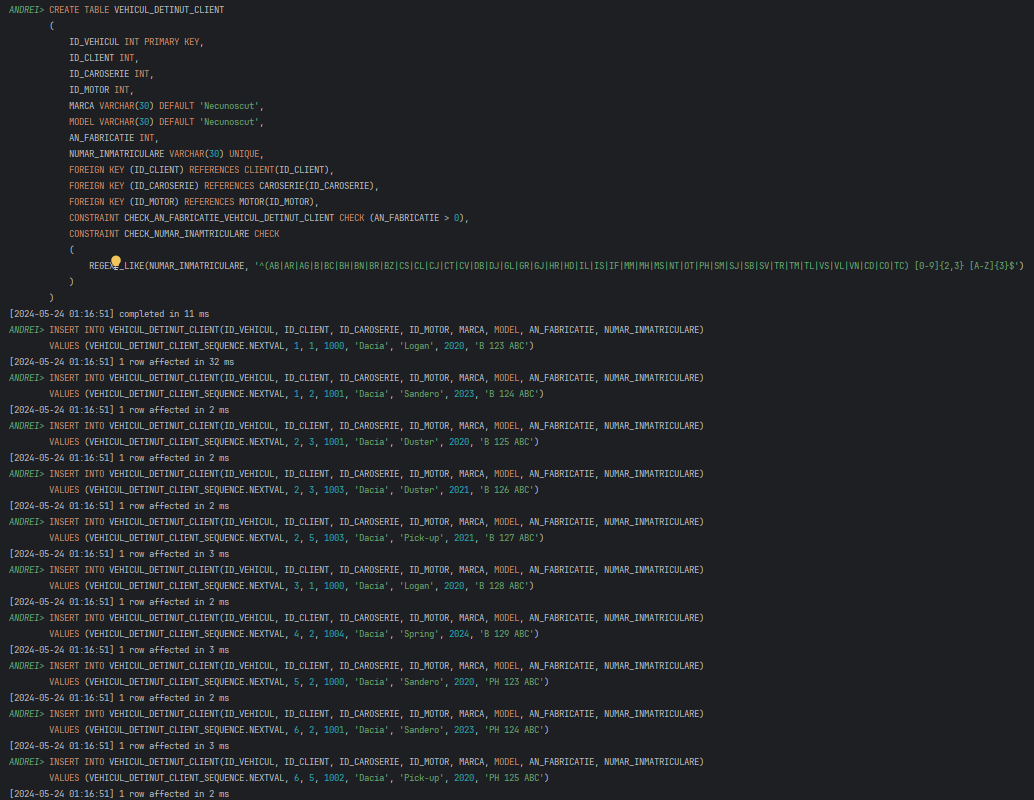 ANDREI> CREATE TABLE VEHICUL_DETINUT_CLIENT
(
ID_VEHICUL INT PRIMARY KEY,
ID_CLIENT INT,
ID_CAROSERIE INT,
ID_MOTOR INT,
MARCA VARCHAR(30) DEFAULT 'Necunoscut',
MODEL VARCHAR(30) DEFAULT 'Necunoscut',
AN_FABRICATIE INT,
NUMAR_INMATRICULARE VARCHAR(30) UNIQUE,
FOREIGN KEY (ID_CLIENT) REFERENCES CLIENT(ID_CLIENT),
FOREIGN KEY (ID_CAROSERIE) REFERENCES CAROSERIE(ID_CAROSERIE),
FOREIGN KEY (ID_MOTOR) REFERENCES MOTOR(ID_MOTOR),
CONSTRAINT CHECK_AN_FABRICATIE_VEHICUL_DETINUT_CLIENT CHECK (AN_FABRICATIE > 0),
CONSTRAINT CHECK_NUMAR_INAMTRICULARE CHECK
(
REGEXP_LIKE(NUMAR_INMATRICULARE, '^(AB|AR|AG|B|BC|BH|BN|BR|BZ|CS|CL|CJ|CT|CV|DB|DJ|GL|GR|GJ|HR|HD|IL|IS|IF|MM|MH|MS|NT|OT|PH|SM|SJ|SB|SV|TR|TM|TL|VS|VL|VN|CD|CO|TC) [0-9]{2,3} [A-Z]{3}$')
)
)
[2024-05-24 01:16:51] completed in 11 ms
ANDREI> INSERT INTO VEHICUL_DETINUT_CLIENT(ID_VEHICUL, ID_CLIENT, ID_CAROSERIE, ID_MOTOR, MARCA, MODEL, AN_FABRICATIE, NUMAR_INMATRICULARE)
VALUES (VEHICUL_DETINUT_CLIENT_SEQUENCE.NEXTVAL, 1, 1, 1000, 'Dacia', 'Logan', 2020, 'B 123 ABC')
[2024-05-24 01:16:51] 1 row affected in 32 ms
ANDREI> INSERT INTO VEHICUL_DETINUT_CLIENT(ID_VEHICUL, ID_CLIENT, ID_CAROSERIE, ID_MOTOR, MARCA, MODEL, AN_FABRICATIE, NUMAR_INMATRICULARE)
VALUES (VEHICUL_DETINUT_CLIENT_SEQUENCE.NEXTVAL, 1, 2, 1001, 'Dacia', 'Sandero', 2023, 'B 124 ABC')
[2024-05-24 01:16:51] 1 row affected in 2 ms
ANDREI> INSERT INTO VEHICUL_DETINUT_CLIENT(ID_VEHICUL, ID_CLIENT, ID_CAROSERIE, ID_MOTOR, MARCA, MODEL, AN_FABRICATIE, NUMAR_INMATRICULARE)
VALUES (VEHICUL_DETINUT_CLIENT_SEQUENCE.NEXTVAL, 2, 3, 1001, 'Dacia', 'Duster', 2020, 'B 125 ABC')
[2024-05-24 01:16:51] 1 row affected in 2 ms
ANDREI> INSERT INTO VEHICUL_DETINUT_CLIENT(ID_VEHICUL, ID_CLIENT, ID_CAROSERIE, ID_MOTOR, MARCA, MODEL, AN_FABRICATIE, NUMAR_INMATRICULARE)
VALUES (VEHICUL_DETINUT_CLIENT_SEQUENCE.NEXTVAL, 2, 3, 1003, 'Dacia', 'Duster', 2021, 'B 126 ABC')
[2024-05-24 01:16:51] 1 row affected in 2 ms
ANDREI> INSERT INTO VEHICUL_DETINUT_CLIENT(ID_VEHICUL, ID_CLIENT, ID_CAROSERIE, ID_MOTOR, MARCA, MODEL, AN_FABRICATIE, NUMAR_INMATRICULARE)
VALUES (VEHICUL_DETINUT_CLIENT_SEQUENCE.NEXTVAL, 2, 5, 1003, 'Dacia', 'Pick-up', 2021, 'B 127 ABC')
[2024-05-24 01:16:51] 1 row affected in 3 ms
ANDREI> INSERT INTO VEHICUL_DETINUT_CLIENT(ID_VEHICUL, ID_CLIENT, ID_CAROSERIE, ID_MOTOR, MARCA, MODEL, AN_FABRICATIE, NUMAR_INMATRICULARE)
VALUES (VEHICUL_DETINUT_CLIENT_SEQUENCE.NEXTVAL, 3, 1, 1000, 'Dacia', 'Logan', 2020, 'B 128 ABC')
[2024-05-24 01:16:51] 1 row affected in 2 ms
ANDREI> INSERT INTO VEHICUL_DETINUT_CLIENT(ID_VEHICUL, ID_CLIENT, ID_CAROSERIE, ID_MOTOR, MARCA, MODEL, AN_FABRICATIE, NUMAR_INMATRICULARE)
VALUES (VEHICUL_DETINUT_CLIENT_SEQUENCE.NEXTVAL, 4, 2, 1004, 'Dacia', 'Spring', 2024, 'B 129 ABC')
[2024-05-24 01:16:51] 1 row affected in 3 ms
ANDREI> INSERT INTO VEHICUL_DETINUT_CLIENT(ID_VEHICUL, ID_CLIENT, ID_CAROSERIE, ID_MOTOR, MARCA, MODEL, AN_FABRICATIE, NUMAR_INMATRICULARE)
VALUES (VEHICUL_DETINUT_CLIENT_SEQUENCE.NEXTVAL, 5, 2, 1000, 'Dacia', 'Sandero', 2020, 'PH 123 ABC')
[2024-05-24 01:16:51] 1 row affected in 2 ms
ANDREI> INSERT INTO VEHICUL_DETINUT_CLIENT(ID_VEHICUL, ID_CLIENT, ID_CAROSERIE, ID_MOTOR, MARCA, MODEL, AN_FABRICATIE, NUMAR_INMATRICULARE)
VALUES (VEHICUL_DETINUT_CLIENT_SEQUENCE.NEXTVAL, 6, 2, 1001, 'Dacia', 'Sandero', 2023, 'PH 124 ABC')
[2024-05-24 01:16:51] 1 row affected in 3 ms
ANDREI> INSERT INTO VEHICUL_DETINUT_CLIENT(ID_VEHICUL, ID_CLIENT, ID_CAROSERIE, ID_MOTOR, MARCA, MODEL, AN_FABRICATIE, NUMAR_INMATRICULARE)
VALUES (VEHICUL_DETINUT_CLIENT_SEQUENCE.NEXTVAL, 6, 5, 1002, 'Dacia', 'Pick-up', 2020, 'PH 125 ABC')
[2024-05-24 01:16:51] 1 row affected in 2 ms